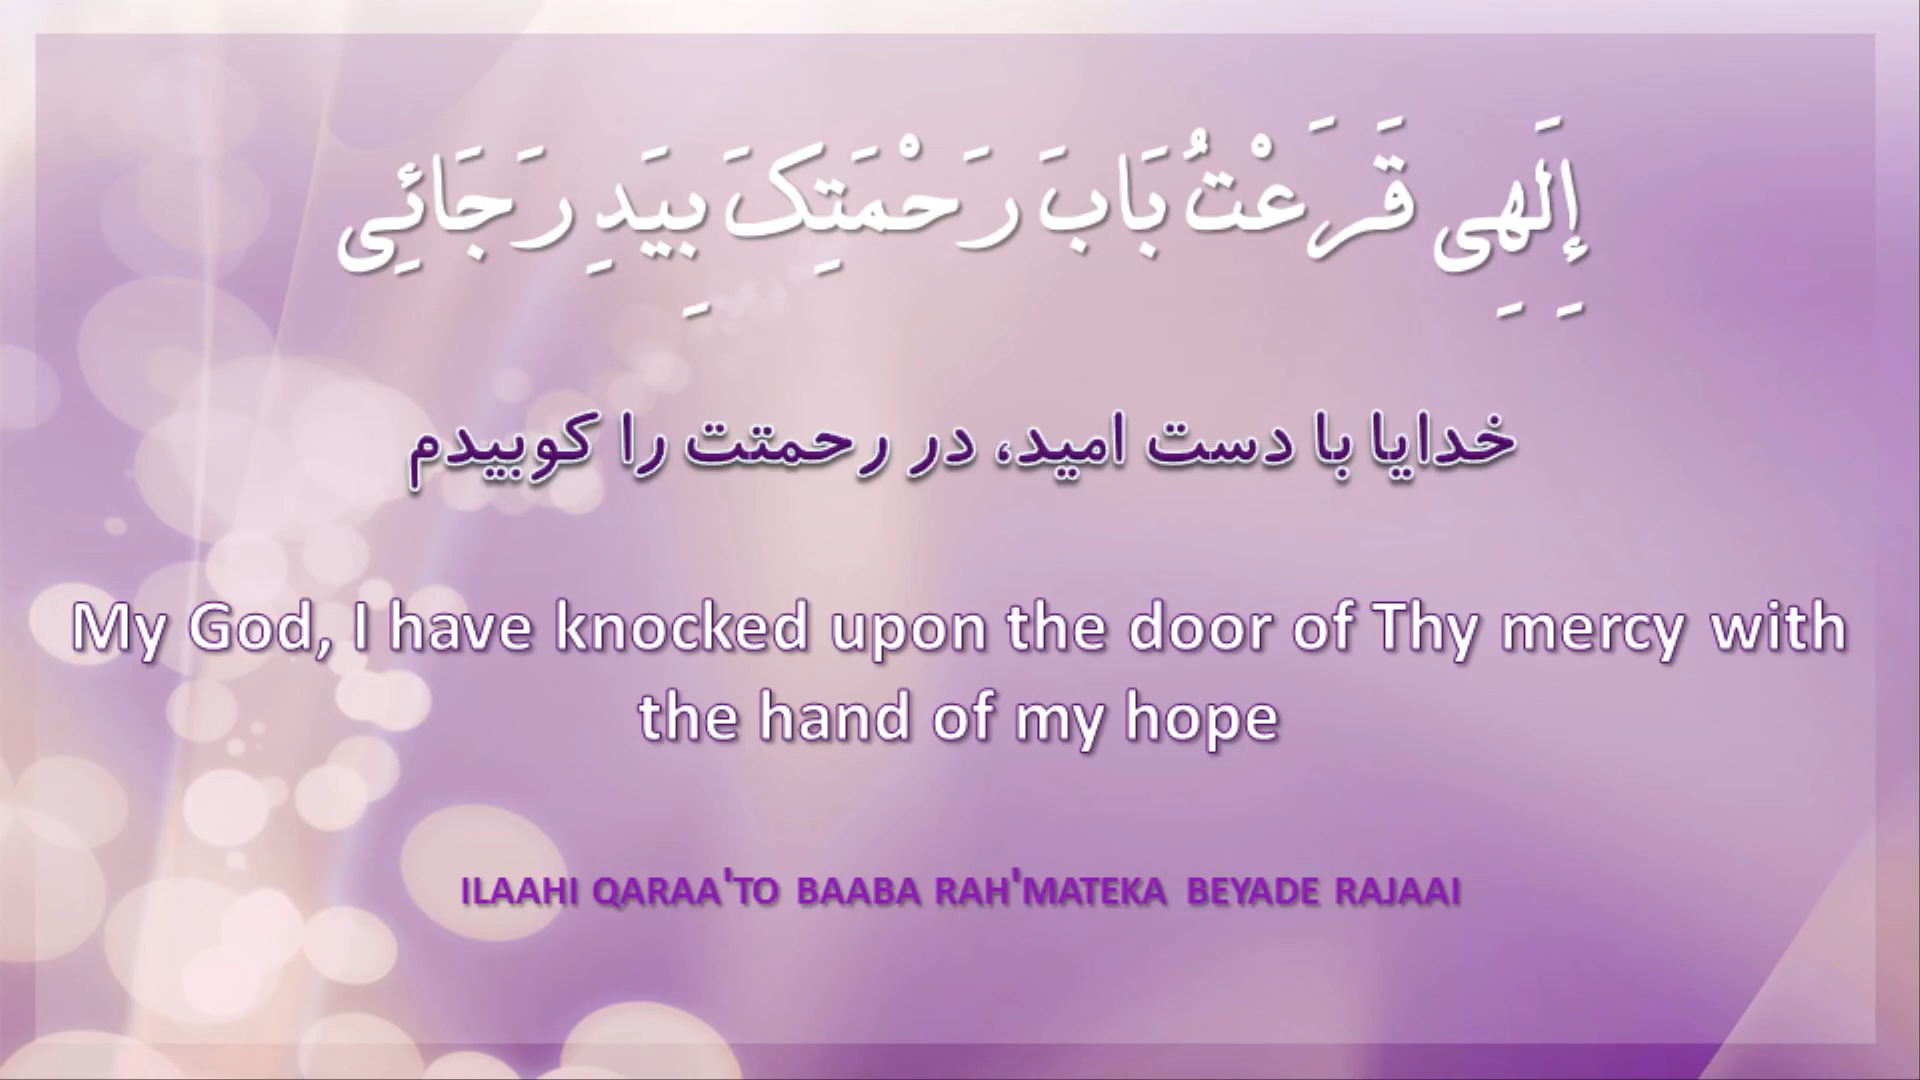 إِلَهِی قَرَعْتُ بَابَ رَحْمَتِکَ بِیَدِ رَجَائِی
خدایا با دست امید، در رحمتت را کوبیدم
My God, I have knocked upon the door of Thy mercy with
the hand of my hope
ILAAHI QARAA'TO BAABA RAH'MATEKA BEYADE RAJAAI